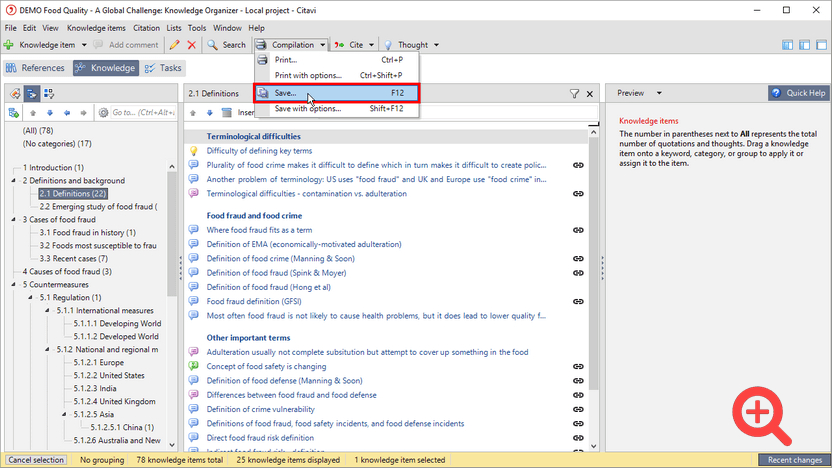 DEMO Food Quality - A Global Challenge: Knowledge Organizer - Local project - Citavi
File Edit View Knowledge items Citation Lists Tools Window Help
Knowledge item Add comment Search Compilation Cite Thought
Print... Ctrl+P
Print with options... Ctrl+Shift+P
Save... F12
Save with options... Shift+F12
References Knowledge Tasks
Go to... (Ctrl+Alt+
(All) (78)
(No categories) (17)
1 Introduction (1)
2 Definitions and background
2.1 Definitions (22)
2.2 Emerging study of food fraud (
3 Cases of food fraud
3.1 Food fraud in history (1)
3.2 Foods most susceptible to frau
3.3 Recent cases (7)
4 Causes of food fraud (3)
5 Countermeasures
5.1 Regulation (1)
5.1.1 International measures
5.1.1.1 Developing World
5.1.1.2 Developed World
5.1.2 National and regional m
5.1.2.1 Europe
5.1.2.2 United States
5.1.2.3 India
5.1.2.4 United Kingdom
5.1.2.5 Asia
5.1.2.5.1 China (1)
5.1.2.6 Australia and New
2.1 Definitions
Inser
Terminological difficulties
Difficulty of defining key terms
Plurality of food crime makes it difficult to define which in turn makes it difficult to create polic...
Another problem of terminology: US uses "food fraud" and UK and Europe use "food crime" in...
Terminological difficulties - contamination vs. adulteration
Food fraud and food crime
Where food fraud fits as a term
Definition of EMA (economically-motivated adulteration)
Definition of food crime (Manning & Soon)
Definition of food fraud (Spink & Moyer)
Definition of food fraud (Hong et al)
Food fraud definition (GFSI)
Most often food fraud is not likely to cause health problems, but it does lead to lower quality f...
Other important terms
Adulteration usually not complete subsitution but attempt to cover up something in the food
Concept of food safety is changing
Definition of food defense (Manning & Soon)
Differences between food fraud and food defense
Definition of crime vulnerability
Definitions of food fraud, food safety incidents, and food defense incidents
Direct food fraud risk definition
Indirect food fraud risk - definition
Preview Quick Help
Knowledge items
The number in parentheses next to All represents the total number of quotations and thoughts. Drag a knowledge item onto a keyword, category, or group to apply it or assign it to the item.
Cancel selection No grouping 78 knowledge items total 25 knowledge items displayed 1 knowledge item selected Recent changes